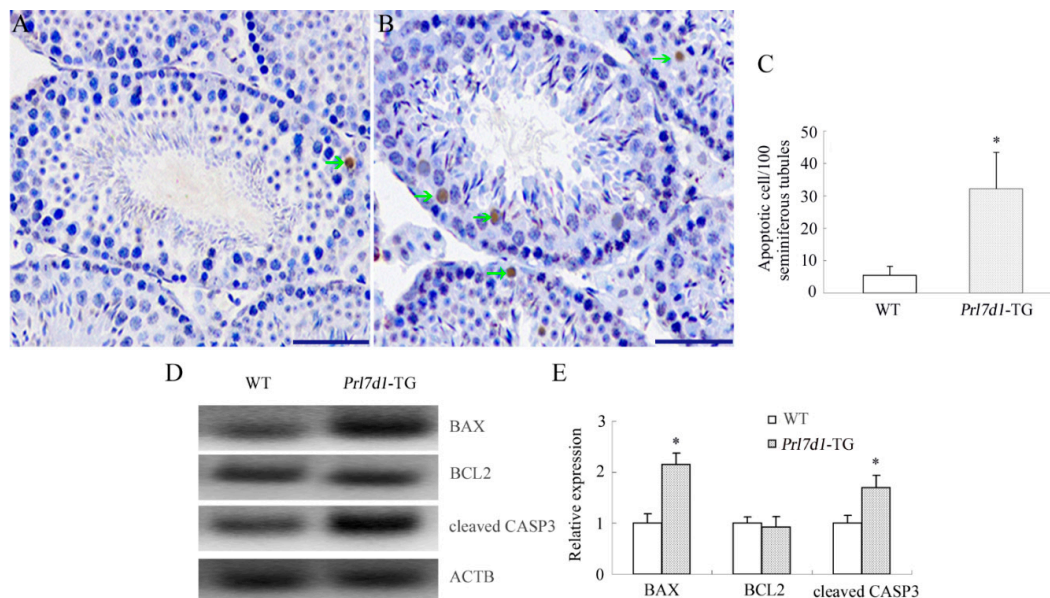 A
B
C
Apoptotic cell/100
seminiferous tubules
50
40
30
20
10
0
*
WT
Prl7d1-TG
D
WT
Prl7d1-TG
BAX
BCL2
cleaved CASP3
ACTB
E
Relative expression
3
2
1
0
WT
Prl7d1-TG
*
*
BAX
BCL2
cleaved CASP3